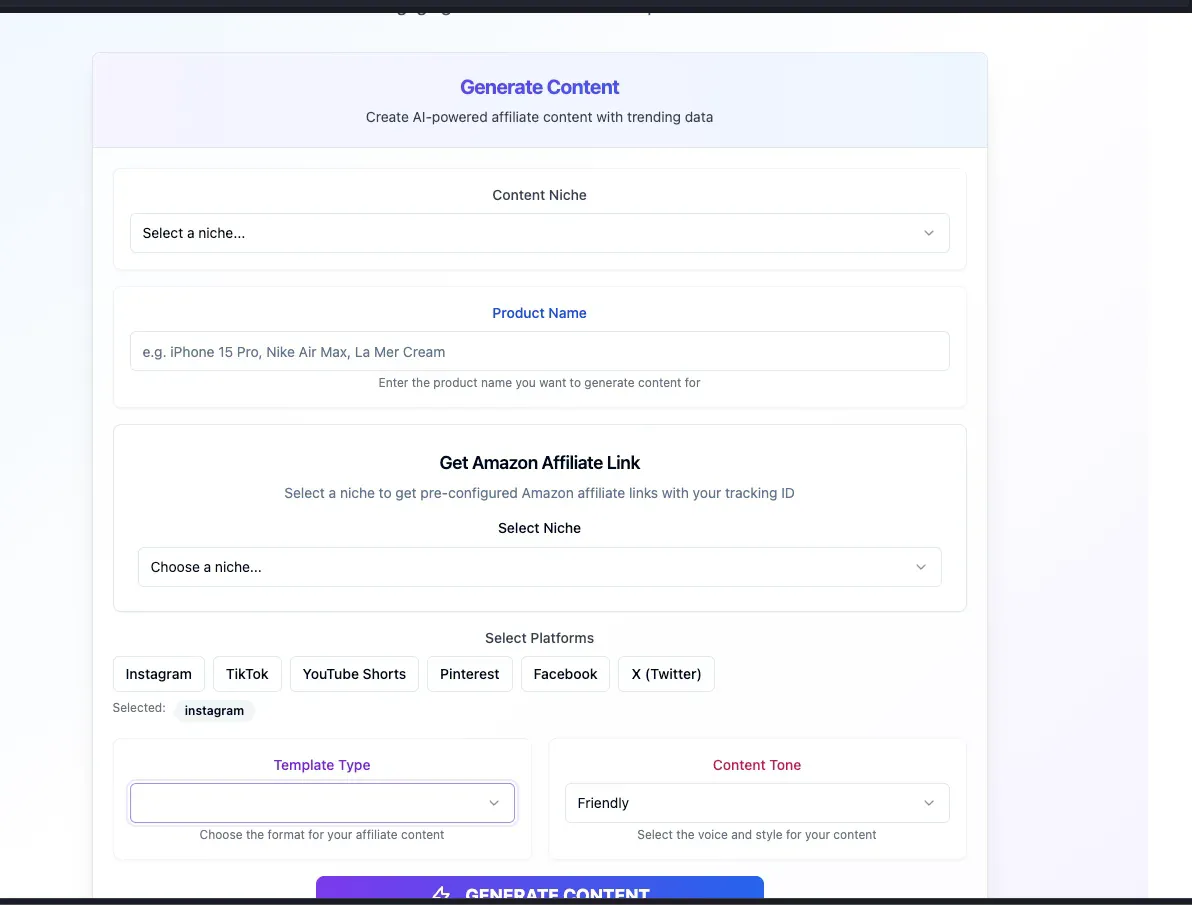 Generate Content
Create AI-powered affiliate content with trending data
Content Niche
Select a niche...
Product Name
e.g. iPhone 15 Pro, Nike Air Max, La Mer Cream
Enter the product name you want to generate content for
Get Amazon Affiliate Link
Select a niche to get pre-configured Amazon affiliate links with your tracking ID
Select Niche
Choose a niche...
Select Platforms
Instagram TikTok YouTube Shorts Pinterest Facebook X (Twitter)
Selected: instagram
Template Type Content Tone
Friendly
Choose the format for your affiliate content Select the voice and style for your content
GENERATE CONTENT